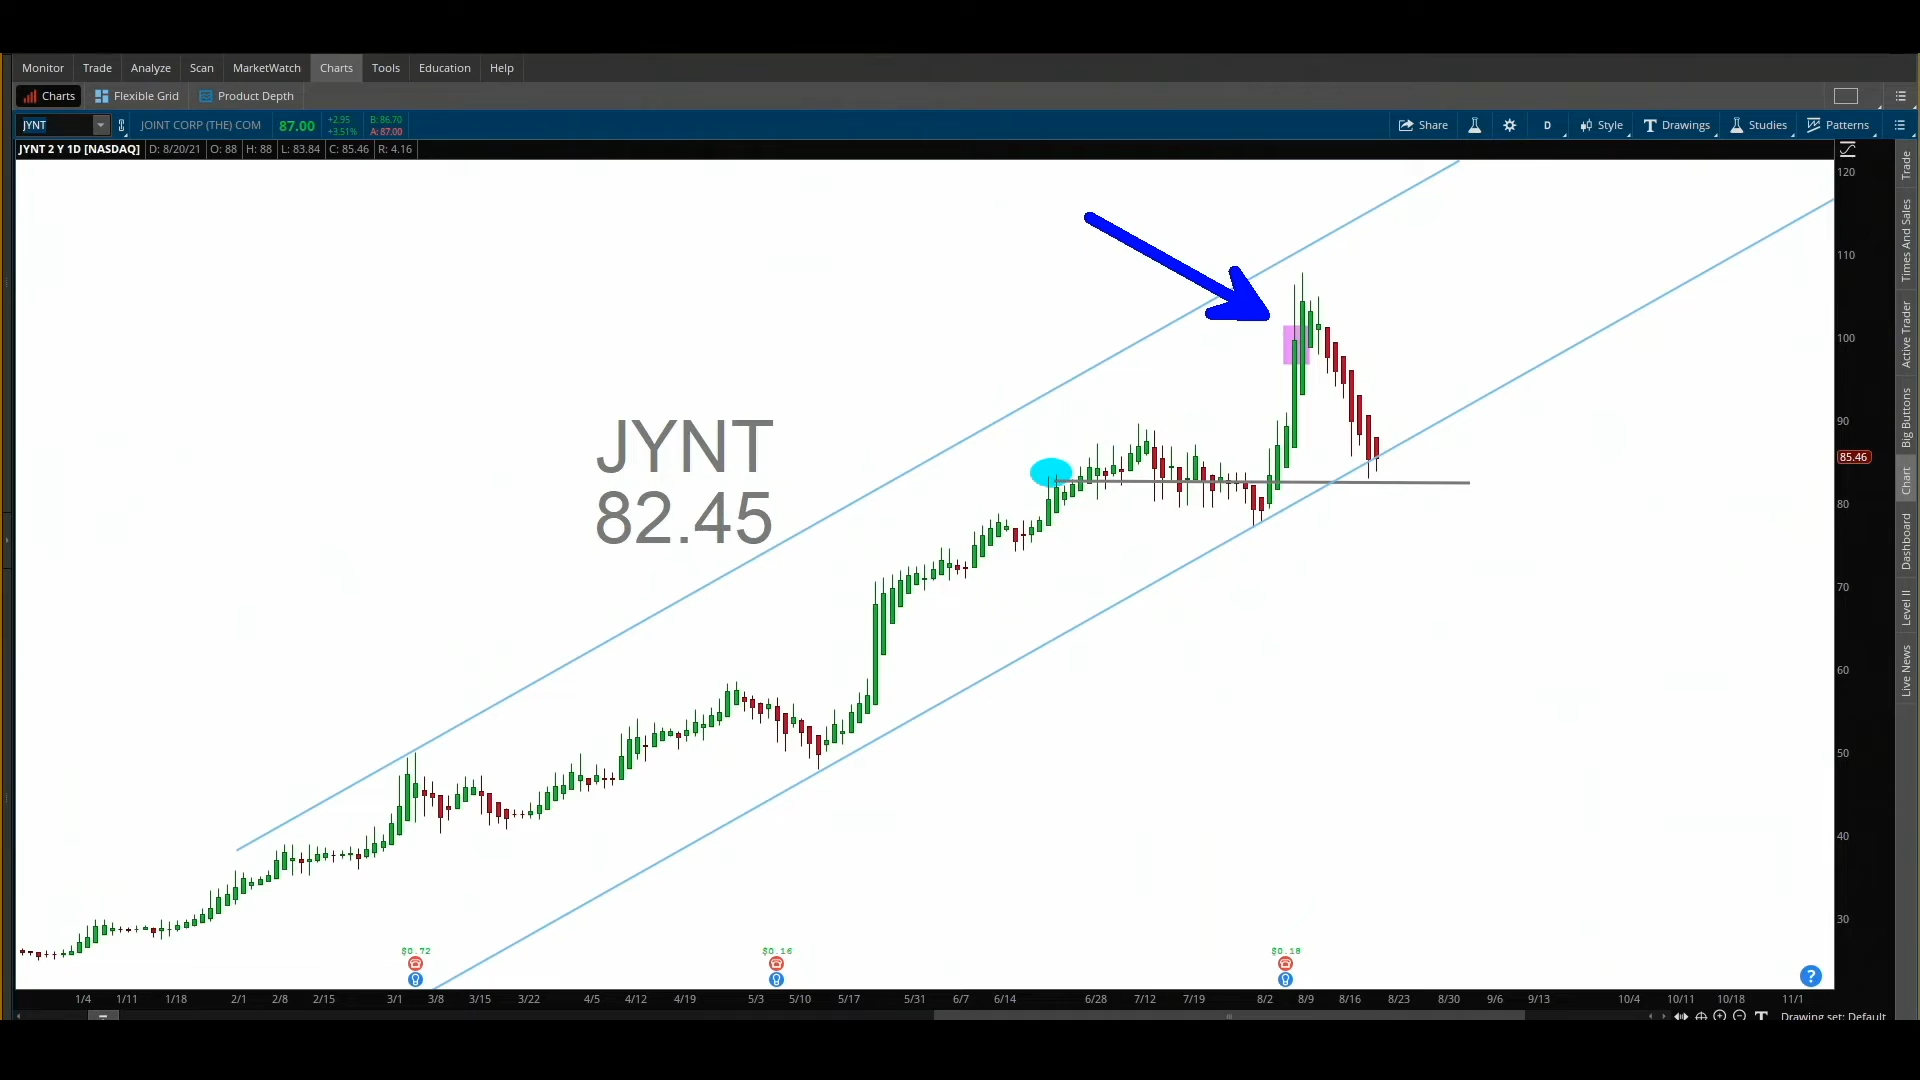 Monitor Trade Analyze Scan MarketWatch Charts Tools Education Help
Charts Flexible Grid Product Depth
JYNT JOINT CORP (THE) COM 87.00 +2.95 B: 86.70 Share D Style Drawings Studies Patterns
+3.51% A: 87.00
JYNT 2 Y 1D [NASDAQ] D: 8/20/21 O: 88 H: 88 L: 83.84 C: 85.46 R: 4.16
120
110
100
90
85.46
80
70
60
50
40
30
JYNT
82.45
$0.72 $0.16 $0.18
1/4 1/11 1/18 2/1 2/8 2/15 3/1 3/8 3/15 3/22 4/5 4/12 4/19 5/3 5/10 5/17 5/31 6/7 6/14 6/28 7/12 7/19 8/2 8/9 8/16 8/23 8/30 9/6 9/13 10/4 10/11 10/18 11/1
Drawing set: Default
Trade
Times And Sales
Active Trader
Big Buttons
Chart
Dashboard
Level II
Live News